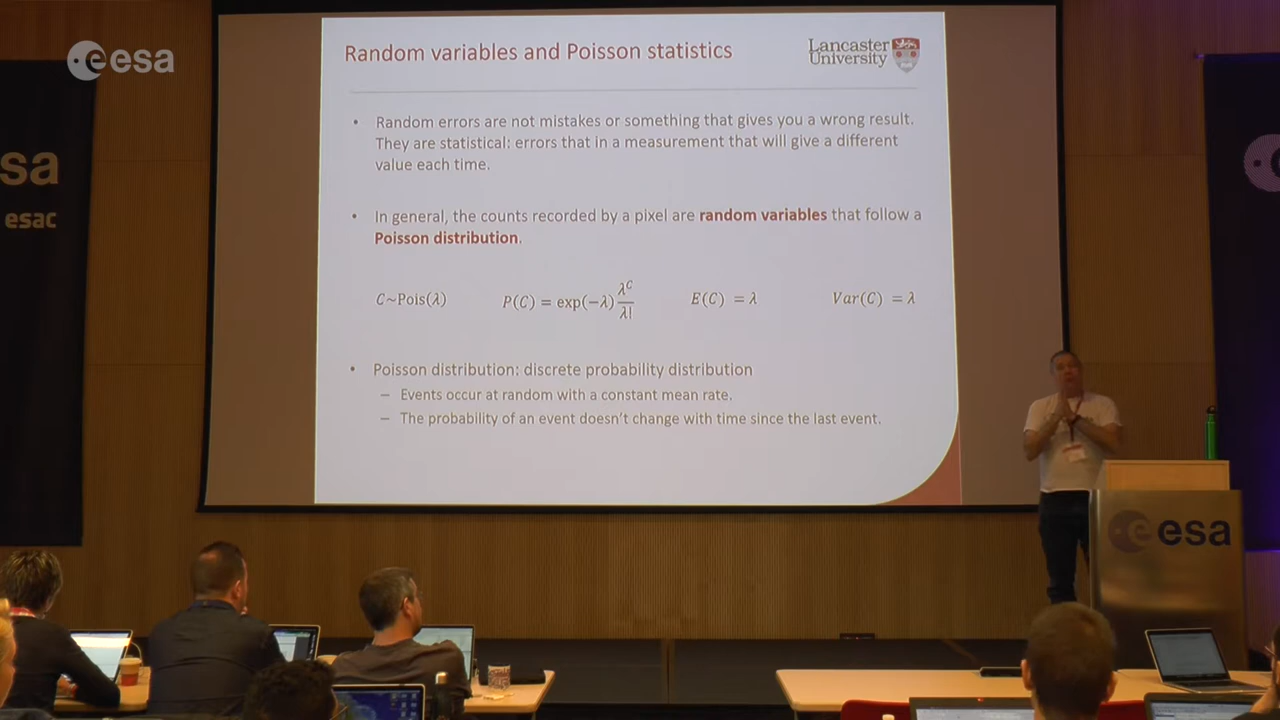 esa
Random variables and Poisson statistics
Lancaster
University
• Random errors are not mistakes or something that gives you a wrong result.
They are statistical: errors that in a measurement that will give a different
value each time.
• In general, the counts recorded by a pixel are random variables that follow a
Poisson distribution.
C~Pois(λ) P(C) = exp(−λ) λ^C/λ! E(C) = λ Var(C) = λ
• Poisson distribution: discrete probability distribution
– Events occur at random with a constant mean rate.
– The probability of an event doesn't change with time since the last event.
sa
esac
esa